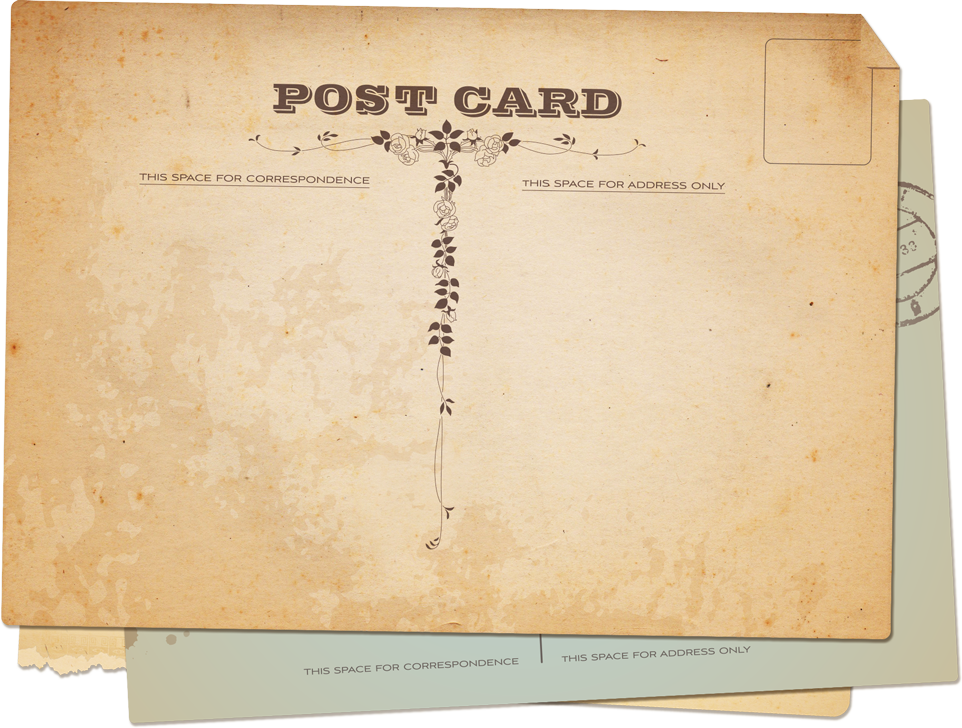 POST CARD
THIS SPACE FOR CORRESPONDENCE
THIS SPACE FOR ADDRESS ONLY
33
THIS SPACE FOR CORRESPONDENCE
THIS SPACE FOR ADDRESS ONLY